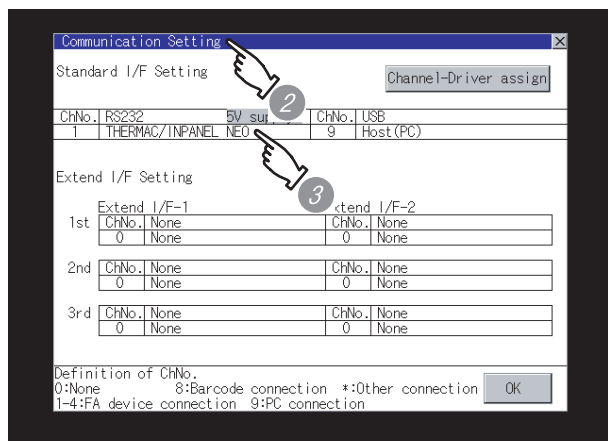 Communication Setting ×
Standard I/F Setting
Channel-Driver assign
2
ChNo. RS232 5V ChNo. USB
1 THERMAC/INPANEL NEO 9 Host(PC)
3
Extend I/F Setting
Extend I/F-1 I/F-2
1st ChNo. None ChNo. None
0 None 0 None
2nd ChNo. None ChNo. None
0 None 0 None
3rd ChNo. None ChNo. None
0 None 0 None
Definition of ChNo.
0:None 8:Barcode connection *:Other connection
1-4:FA device connection 9:PC connection
OK